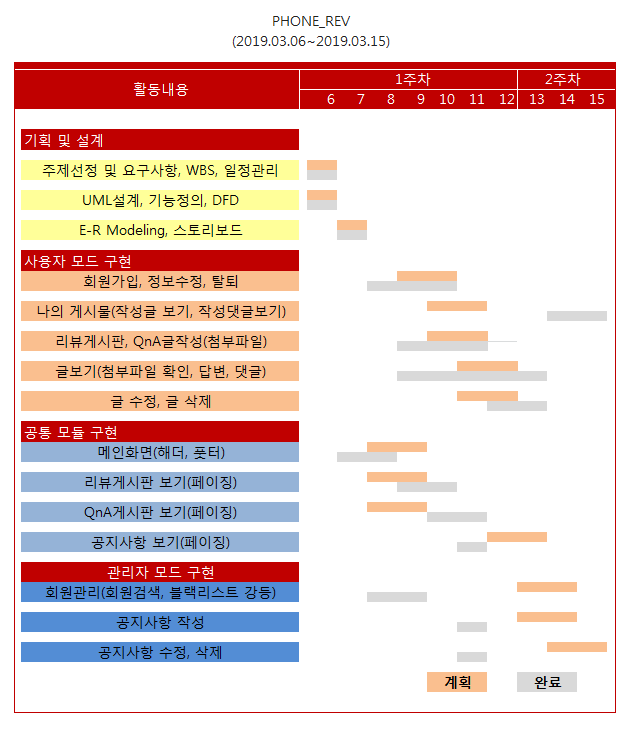 PHONE_REV
(2019.03.06~2019.03.15)
활동내용
1주차 2주차
6 7 8 9 10 11 12 13 14 15
기획 및 설계
주제선정 및 요구사항, WBS, 일정관리
UML설계, 기능정의, DFD
E-R Modeling, 스토리보드
사용자 모드 구현
회원가입, 정보수정, 탈퇴
나의 게시물(작성글 보기, 작성댓글보기)
리뷰게시판, QnA글작성(첨부파일)
글보기(첨부파일 확인, 답변, 댓글)
글 수정, 글 삭제
공통 모듈 구현
메인화면(해더, 풋터)
리뷰게시판 보기(페이징)
QnA게시판 보기(페이징)
공지사항 보기(페이징)
관리자 모드 구현
회원관리(회원검색, 블랙리스트 강등)
공지사항 작성
공지사항 수정, 삭제
계획 완료